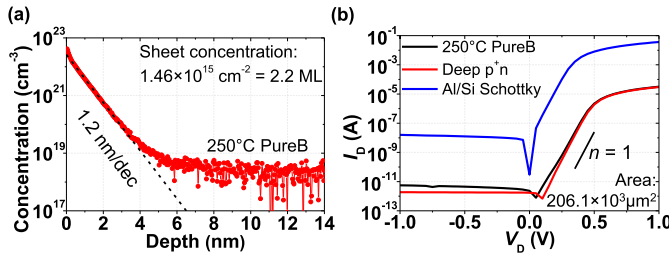 (a)
10^23
10^21
10^19
10^17
Concentration (cm^-3)
Sheet concentration:
1.46×10^15 cm^-2 = 2.2 ML
250°C PureB
1.2 nm/dec
0 2 4 6 8 10 12 14
Depth (nm)
(b)
10^-1
10^-3
10^-5
10^-7
10^-9
10^-11
10^-13
I_D (A)
250°C PureB
Deep p^+n
Al/Si Schottky
n = 1
Area:
206.1×10^3μm^2
-1.0 -0.5 0.0 0.5 1.0
V_D (V)